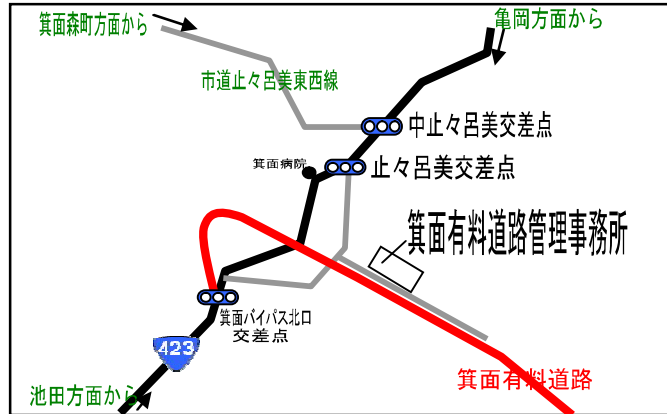 箕面森町方面から
亀岡方面から
市道止々呂美東西線
中止々呂美交差点
箕面病院
止々呂美交差点
箕面有料道路管理事務所
箕面バイパス北口
交差点
423
箕面有料道路
池田方面から